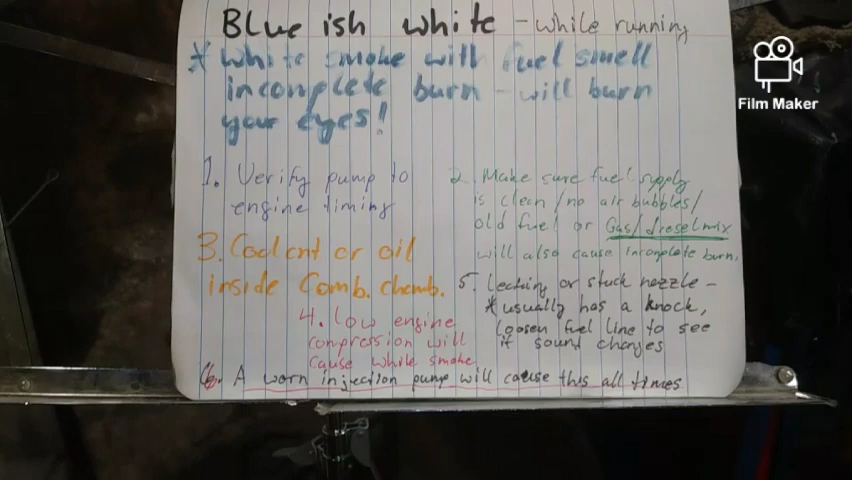 Blue ish white - while running
* White smoke will fuel smell
incomplete burn - will burn
your eyes!
1. Verify pump to
engine timing
2. Make sure fuel supply
is clean/no air bubbles/
old fuel or Gas/diesel mix
will also cause incomplete burn.
3. Coolent or oil
inside Comb. chamb.
4. low engine
compression will
cause white smoke
5. Leaking or stuck nozzle -
* usually has a knock,
loosen fuel line to see
if sound changes
6. A worn injection pump will cause this all times
Film Maker